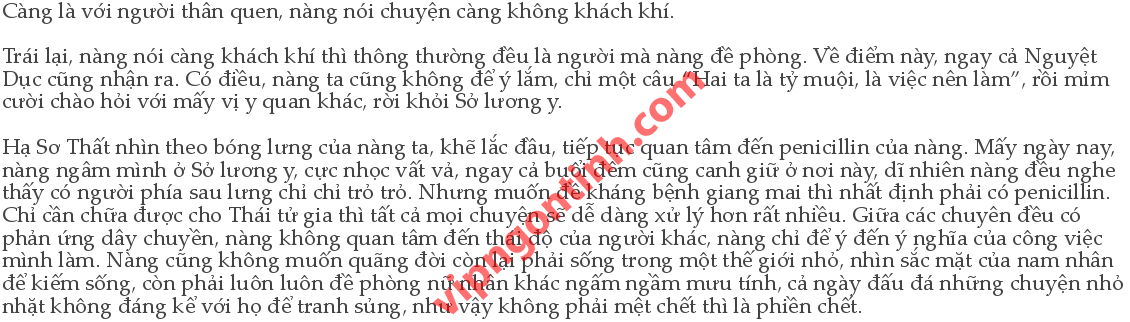 Càng là với người thân quen, nàng nói chuyện càng không khách khí.
Trái lại, nàng nói càng khách khí thì thông thường đều là người mà nàng đề phòng. Về điểm này, ngay cả Nguyệt
Dục cũng nhận ra. Có điều, nàng ta cũng không để ý lắm, chỉ một câu “Hai ta là tỷ muội, là việc nên làm”, rồi mỉm
cười chào hỏi với mấy vị y quan khác, rời khỏi Sở lương y.
Hạ Sơ Thất nhìn theo bóng lưng của nàng ta, khẽ lắc đầu, tiếp tục quan tâm đến penicillin của nàng. Mấy ngày nay,
nàng ngâm mình ở Sở lương y, cực nhọc vất vả, ngay cả buổi đêm cũng canh giữ ở nơi này, dĩ nhiên nàng đều nghe
thấy có người phía sau lưng chỉ chỉ trỏ trỏ. Nhưng muốn đề kháng bệnh giang mai thì nhất định phải có penicillin.
Chỉ cần chữa được cho Thái tử gia thì tất cả mọi chuyện sẽ dễ dàng xử lý hơn rất nhiều. Giữa các chuyện đều có
phản ứng dây chuyền, nàng không quan tâm đến thái độ của người khác, nàng chỉ để ý đến ý nghĩa của công việc
mình làm. Nàng cũng không muốn quãng đời còn lại phải sống trong một thế giới nhỏ, nhìn sắc mặt của nam nhân
để kiếm sống, còn phải luôn luôn đề phòng nữ nhân khác ngấm ngầm mưu tính, cả ngày đấu đá những chuyện nhỏ
nhặt không đáng kể với họ để tranh sủng, như vậy không phải mệt chết thì là phiền chết.
vipngontinh.com